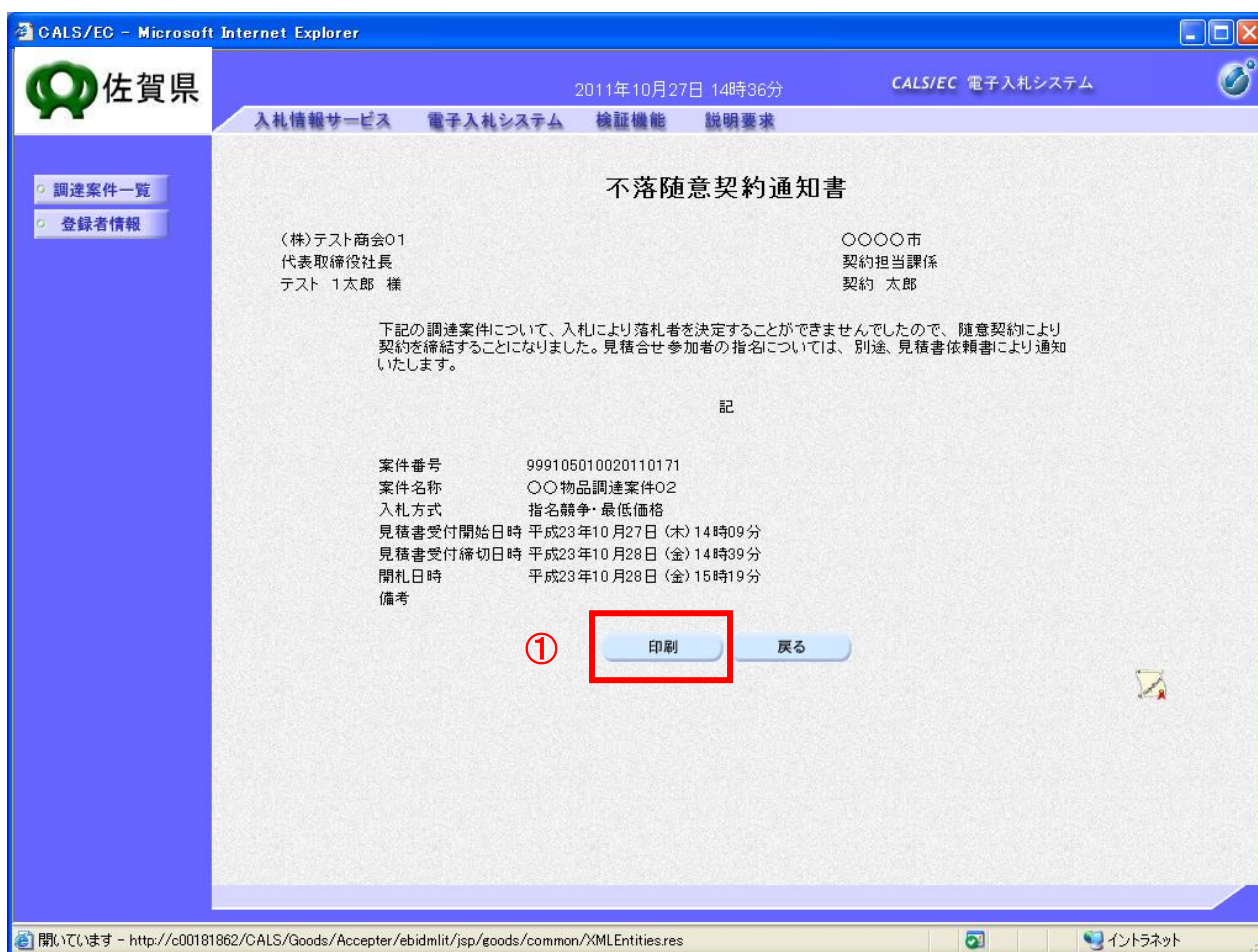 CALS/EC - Microsoft Internet Explorer
佐賀県
2011年10月27日 14時36分
CALS/EC 電子入札システム
入札情報サービス 電子入札システム 検証機能 説明要求
調達案件一覧
登録者情報
不落随意契約通知書
(株)テスト商会01
代表取締役社長
テスト 1太郎 様
〇〇〇〇市
契約担当課係
契約 太郎
下記の調達案件について、入札により落札者を決定することができませんでしたので、随意契約により
契約を締結することになりました。見積合せ参加者の指名については、別途、見積書依頼書により通知
いたします。
記
案件番号 999105010020110171
案件名称 〇〇物品調達案件02
入札方式 指名競争・最低価格
見積書受付開始日時 平成23年10月27日(木)14時09分
見積書受付締切日時 平成23年10月28日(金)14時39分
開札日時 平成23年10月28日(金)15時19分
備考
①
印刷
戻る
開いています - http://c00181862/CALS/Goods/Accepter/ebidmlit/jsp/goods/common/XMLEntities.res
イントラネット